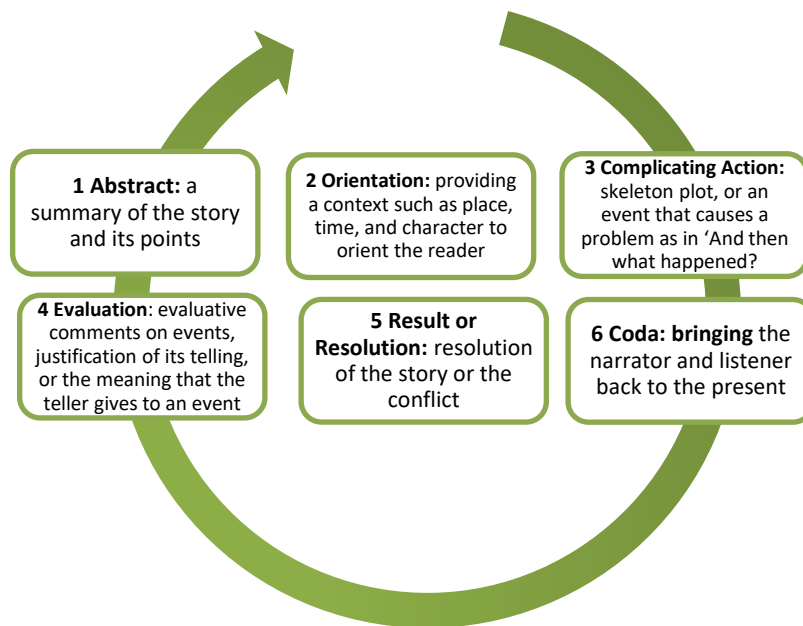 1 Abstract: a
summary of the story
and its points
2 Orientation: providing
a context such as place,
time, and character to
orient the reader
3 Complicating Action:
skeleton plot, or an
event that causes a
problem as in ‘And then
what happened?
4 Evaluation: evaluative
comments on events,
justification of its telling,
or the meaning that the
teller gives to an event
5 Result or
Resolution: resolution
of the story or the
conflict
6 Coda: bringing the
narrator and listener
back to the present